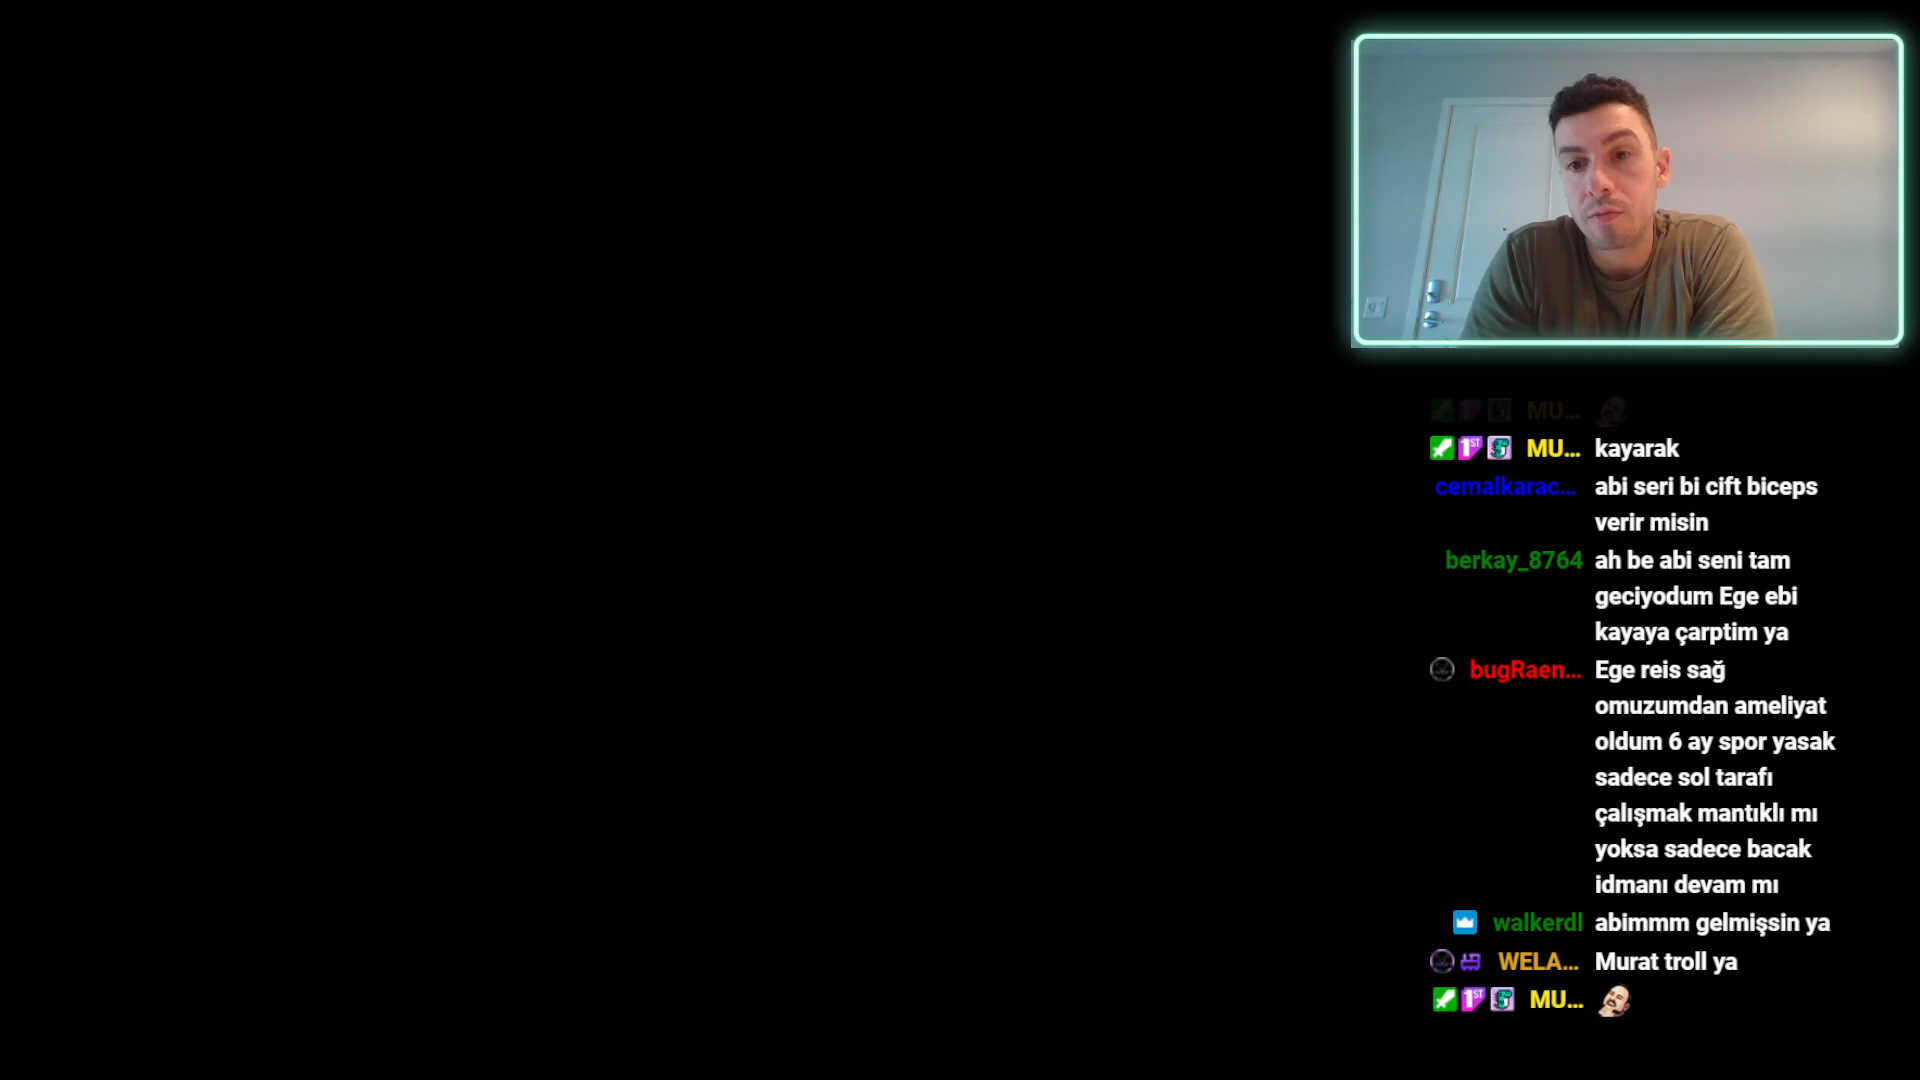 MU...
MU... kayarak
cemalkarac... abi seri bi cift biceps
verir misin
berkay_8764 ah be abi seni tam
geciyodum Ege ebi
kayaya çarptim ya
bugRaen... Ege reis sağ
omuzumdan ameliyat
oldum 6 ay spor yasak
sadece sol tarafı
çalışmak mantıklı mı
yoksa sadece bacak
idmanı devam mı
walkerdl abimmm gelmişsin ya
WELA... Murat troll ya
MU...